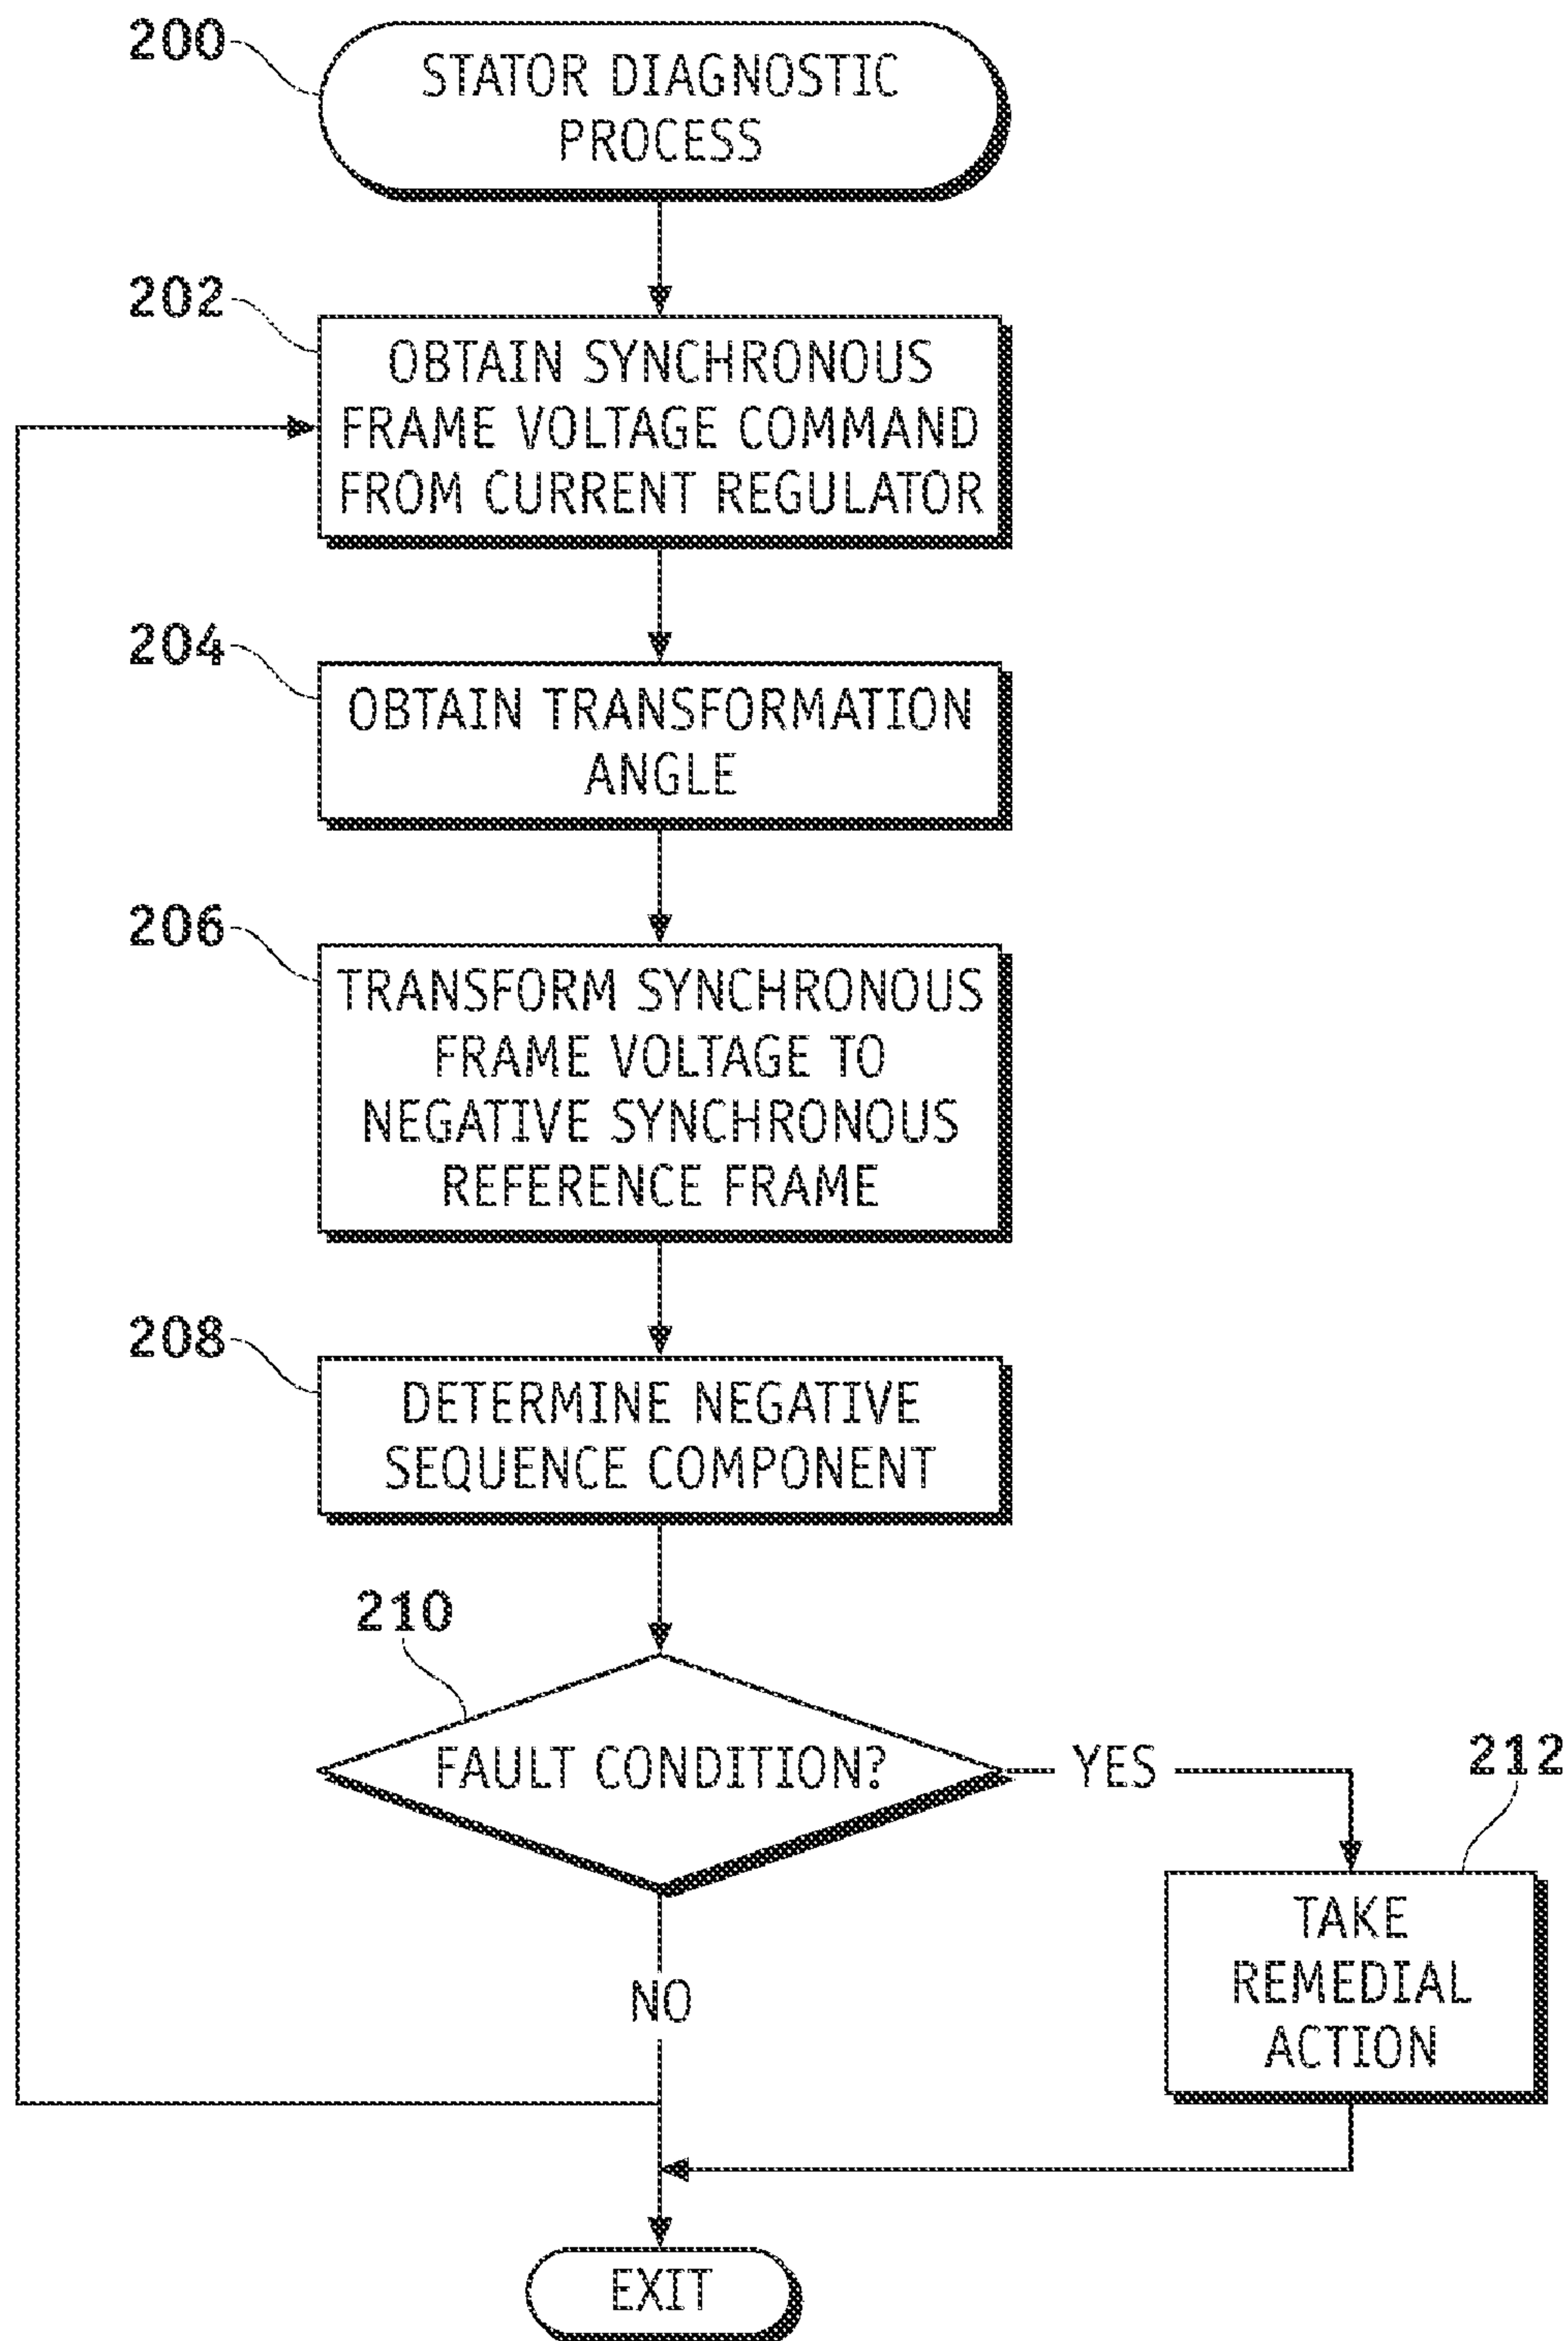 200
STATOR DIAGNOSTIC
PROCESS
202
OBTAIN SYNCHRONOUS
FRAME VOLTAGE COMMAND
FROM CURRENT REGULATOR
204
OBTAIN TRANSFORMATION
ANGLE
206
TRANSFORM SYNCHRONOUS
FRAME VOLTAGE TO
NEGATIVE SYNCHRONOUS
REFERENCE FRAME
208
DETERMINE NEGATIVE
SEQUENCE COMPONENT
210
FAULT CONDITION?
YES
212
TAKE
REMEDIAL
ACTION
NO
EXIT